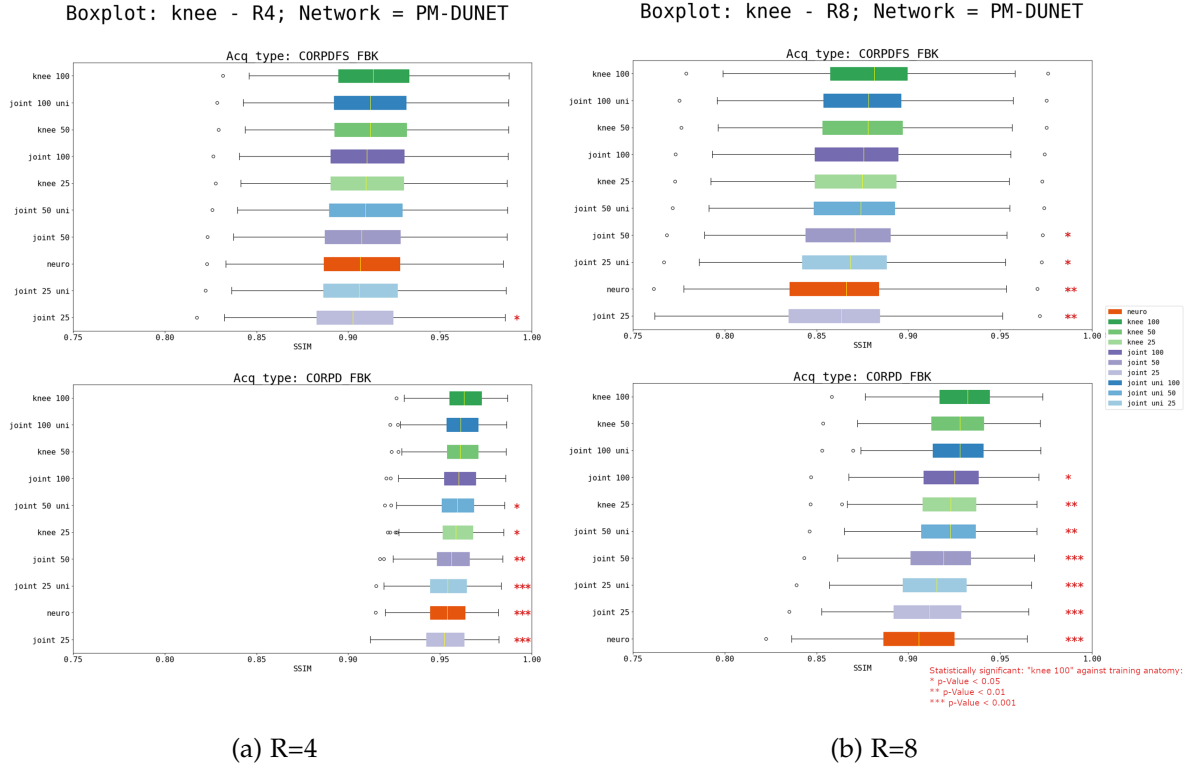 Boxplot: knee - R4; Network = PM-DUNET
Acq type: CORPDFS_FBK
knee 100
joint 100 uni
knee 50
joint 100
knee 25
joint 50 uni
joint 50
neuro
joint 25 uni
joint 25
*
0.75 0.80 0.85 0.90 0.95 1.00
SSIM
Acq type: CORPD_FBK
knee 100
joint 100 uni
knee 50
joint 100
joint 50 uni *
knee 25 *
joint 50 **
joint 25 uni ***
neuro ***
joint 25 ***
0.75 0.80 0.85 0.90 0.95 1.00
SSIM
(a) R=4
Boxplot: knee - R8; Network = PM-DUNET
Acq type: CORPDFS_FBK
knee 100
joint 100 uni
knee 50
joint 100
knee 25
joint 50 uni
joint 50 *
joint 25 uni *
neuro **
joint 25 **
0.75 0.80 0.85 0.90 0.95 1.00
SSIM
Acq type: CORPD_FBK
knee 100
knee 50
joint 100 uni
joint 100 *
knee 25 **
joint 50 uni **
joint 50 ***
joint 25 uni ***
joint 25 ***
neuro ***
0.75 0.80 0.85 0.90 0.95 1.00
SSIM
neuro
knee 100
knee 50
knee 25
joint 100
joint 50
joint 25
joint uni 100
joint uni 50
joint uni 25
Statistically significant: "knee 100" against training anatomy:
* p-Value < 0.05
** p-Value < 0.01
*** p-Value < 0.001
(b) R=8